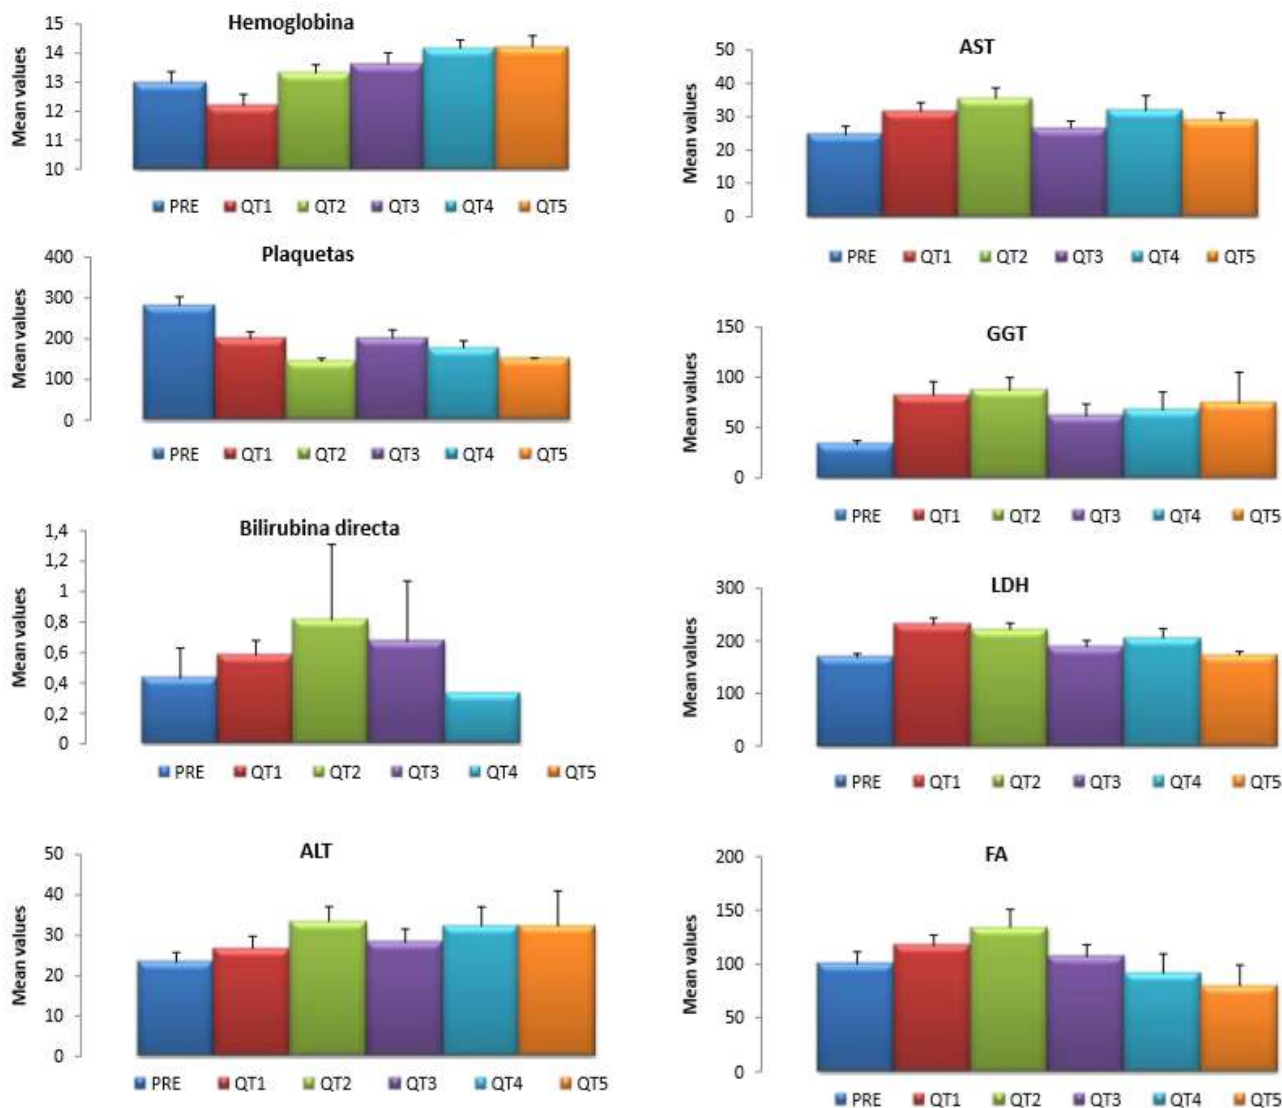 Hemoglobina
Mean values
15
14
13
12
11
10
PRE QT1 QT2 QT3 QT4 QT5
Plaquetas
Mean values
400
300
200
100
0
PRE QT1 QT2 QT3 QT4 QT5
Bilirubina directa
Mean values
1,4
1,2
1
0,8
0,6
0,4
0,2
0
PRE QT1 QT2 QT3 QT4 QT5
ALT
Mean values
50
40
30
20
10
0
PRE QT1 QT2 QT3 QT4 QT5
AST
Mean values
50
40
30
20
10
0
PRE QT1 QT2 QT3 QT4 QT5
GGT
Mean values
150
100
50
0
PRE QT1 QT2 QT3 QT4 QT5
LDH
Mean values
300
200
100
0
PRE QT1 QT2 QT3 QT4 QT5
FA
Mean values
200
150
100
50
0
PRE QT1 QT2 QT3 QT4 QT5